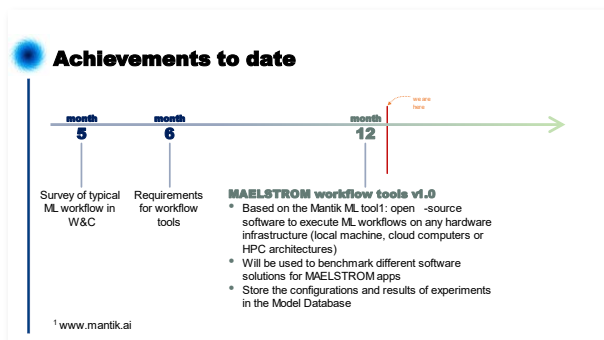 Achievements to date
we are
here
month
5
month
6
month
12
Survey of typical
ML workflow in
W&C
Requirements
for workflow
tools
MAELSTROM workflow tools v1.0
• Based on the Mantik ML tool1: open -source
software to execute ML workflows on any hardware
infrastructure (local machine, cloud computers or
HPC architectures)
• Will be used to benchmark different software
solutions for MAELSTROM apps
• Store the configurations and results of experiments
in the Model Database
1 www.mantik.ai